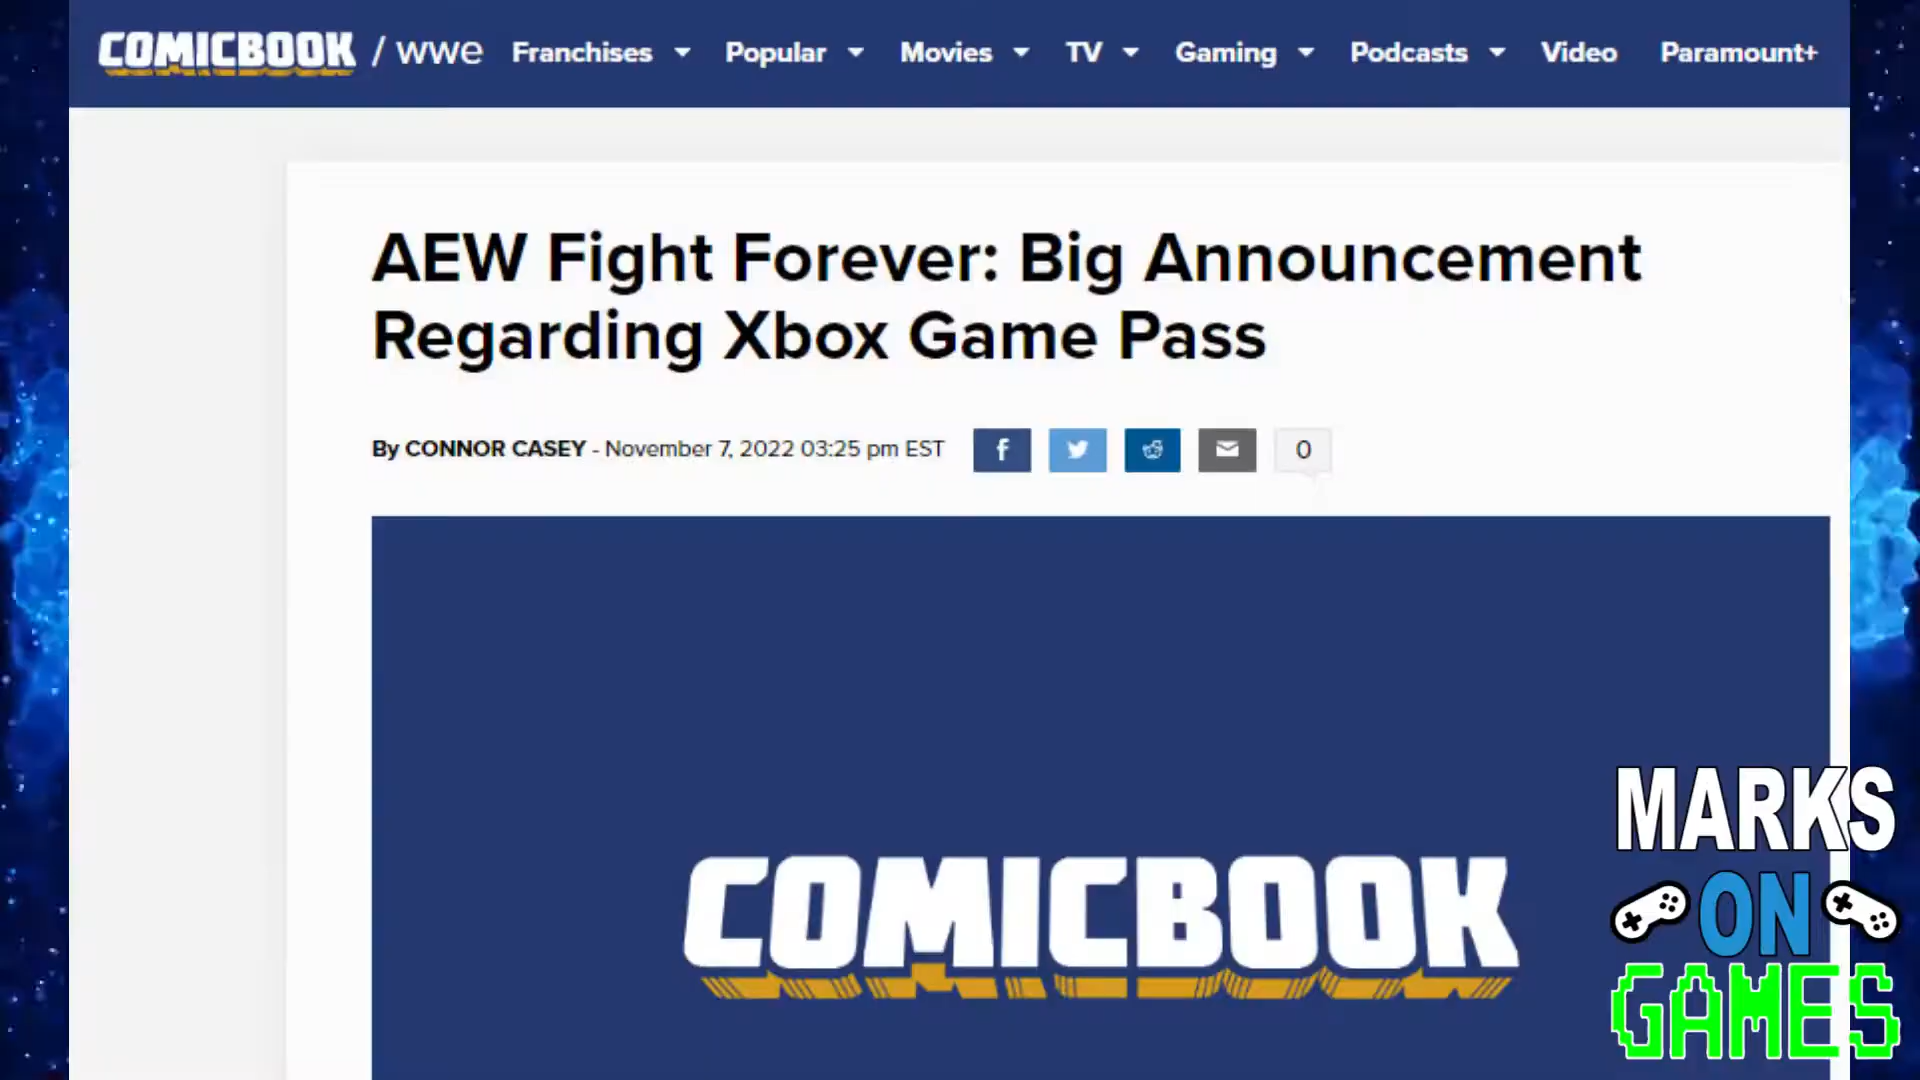 COMICBOOK / wwe Franchises Popular Movies TV Gaming Podcasts Video Paramount+
AEW Fight Forever: Big Announcement
Regarding Xbox Game Pass
By CONNOR CASEY - November 7, 2022 03:25 pm EST f 0
COMICBOOK
MARKS
ON
GAMES